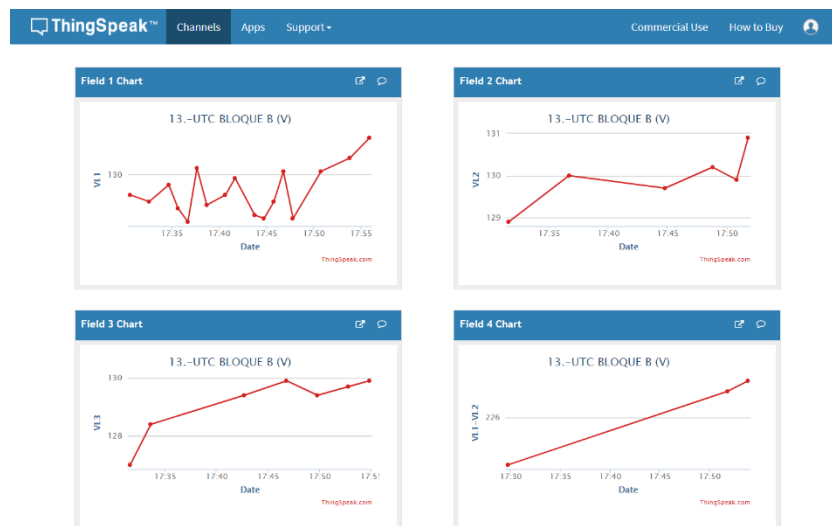 ThingSpeak™ Channels Apps Support Commercial Use How to Buy
Field 1 Chart
13.-UTC BLOQUE B (V)
VL1
130
17:35 17:40 17:45 17:50 17:55
Date
ThingSpeak.com
Field 2 Chart
13.-UTC BLOQUE B (V)
VL2
131
130
129
17:35 17:40 17:45 17:50
Date
ThingSpeak.com
Field 3 Chart
13.-UTC BLOQUE B (V)
VL3
130
128
17:35 17:40 17:45 17:50 17:5
Date
ThingSpeak.com
Field 4 Chart
13.-UTC BLOQUE B (V)
VL1-VL2
226
17:30 17:35 17:40 17:45 17:50
Date
ThingSpeak.com